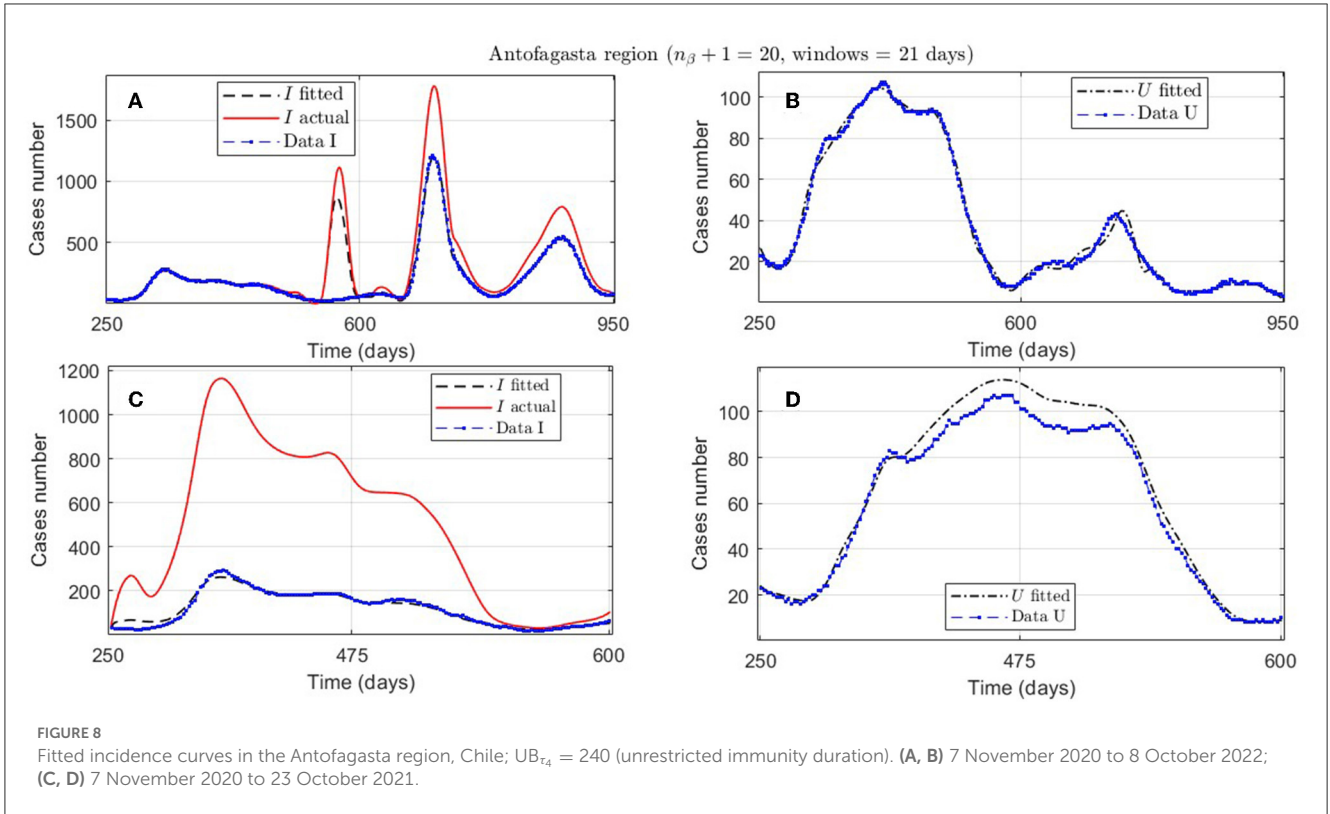 Antofagasta region (nβ + 1 = 20, windows = 21 days)
A
I fitted
I actual
Data I
Cases number
1500
1000
500
250
600
950
Time (days)
B
U fitted
Data U
Cases number
100
80
60
40
20
250
600
950
Time (days)
C
I fitted
I actual
Data I
Cases number
1200
1000
800
600
400
200
250
475
600
Time (days)
D
U fitted
Data U
Cases number
100
80
60
40
20
250
475
600
Time (days)
FIGURE 8
Fitted incidence curves in the Antofagasta region, Chile; UBτ4 = 240 (unrestricted immunity duration). (A, B) 7 November 2020 to 8 October 2022;
(C, D) 7 November 2020 to 23 October 2021.